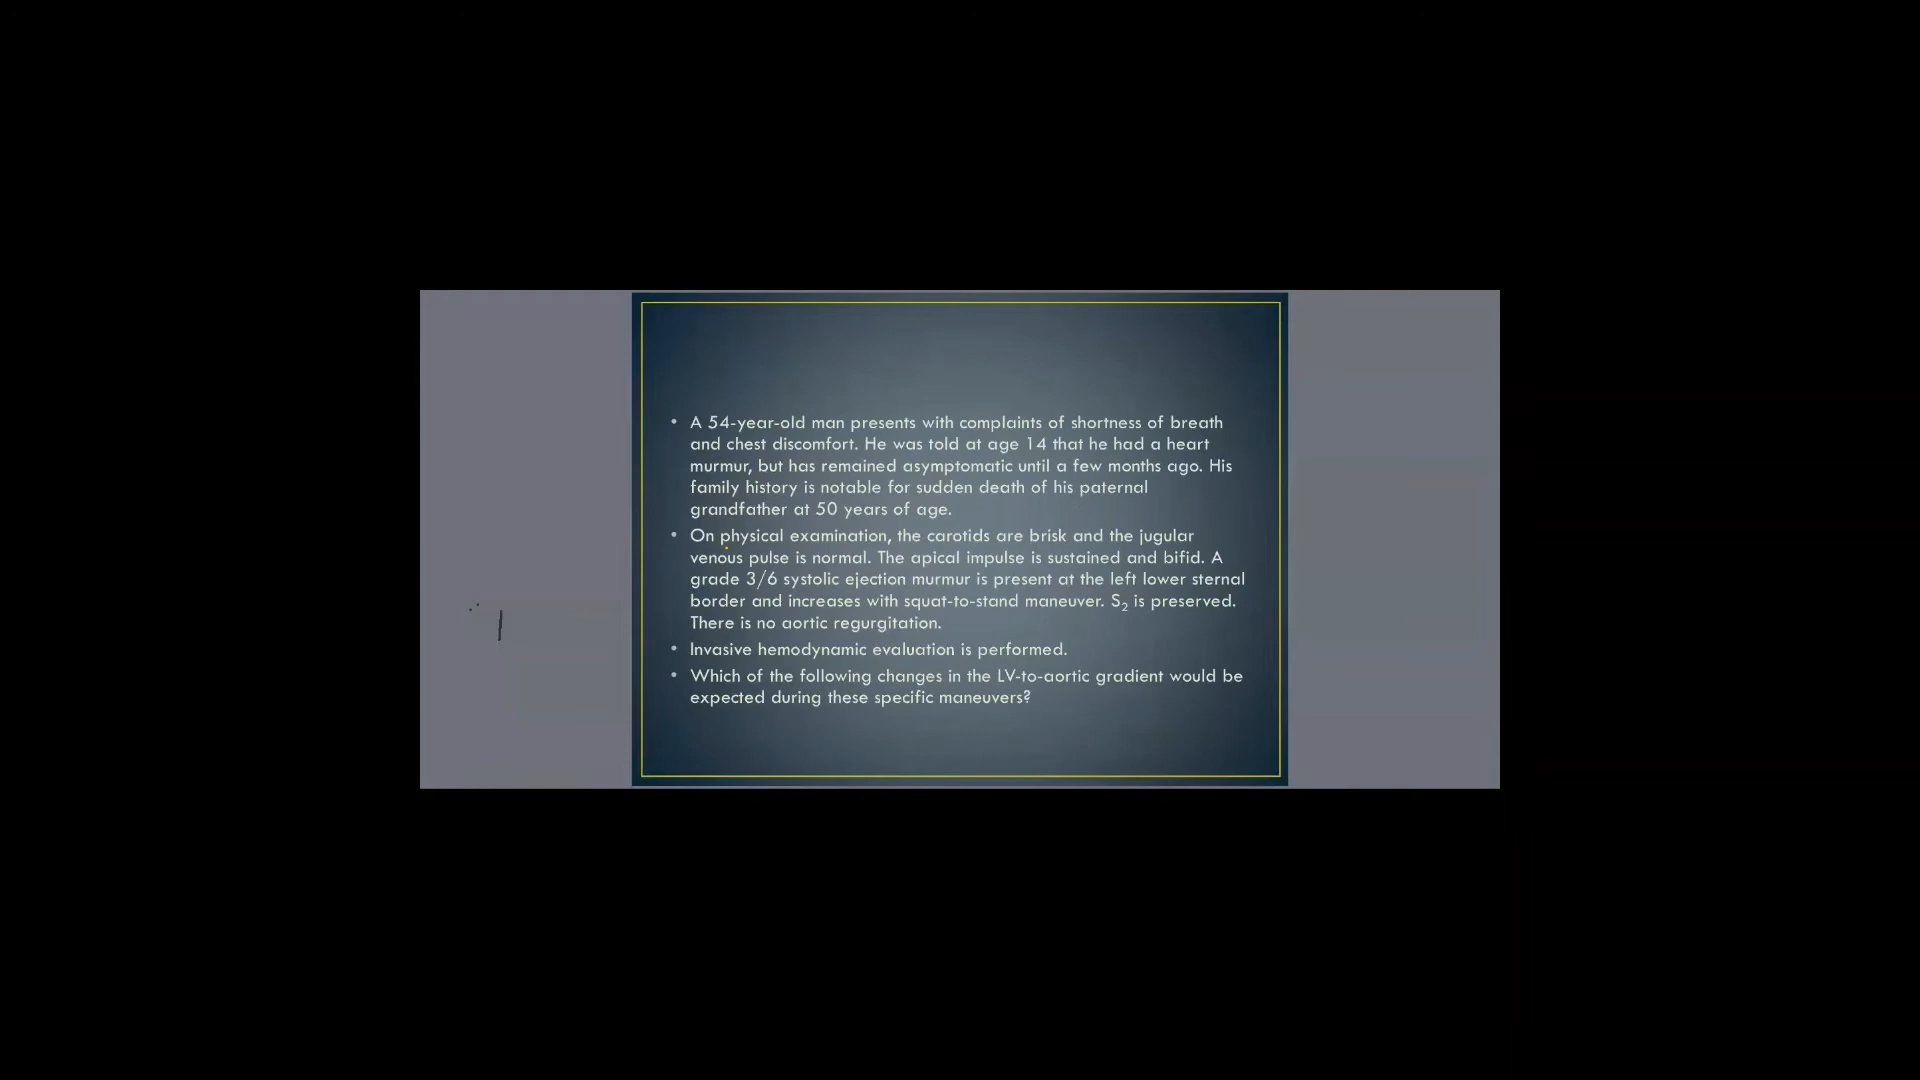 • A 54-year-old man presents with complaints of shortness of breath
and chest discomfort. He was told at age 14 that he had a heart
murmur, but has remained asymptomatic until a few months ago. His
family history is notable for sudden death of his paternal
grandfather at 50 years of age.
• On physical examination, the carotids are brisk and the jugular
venous pulse is normal. The apical impulse is sustained and bifid. A
grade 3/6 systolic ejection murmur is present at the left lower sternal
border and increases with squat-to-stand maneuver. S₂ is preserved.
There is no aortic regurgitation.
• Invasive hemodynamic evaluation is performed.
• Which of the following changes in the LV-to-aortic gradient would be
expected during these specific maneuvers?